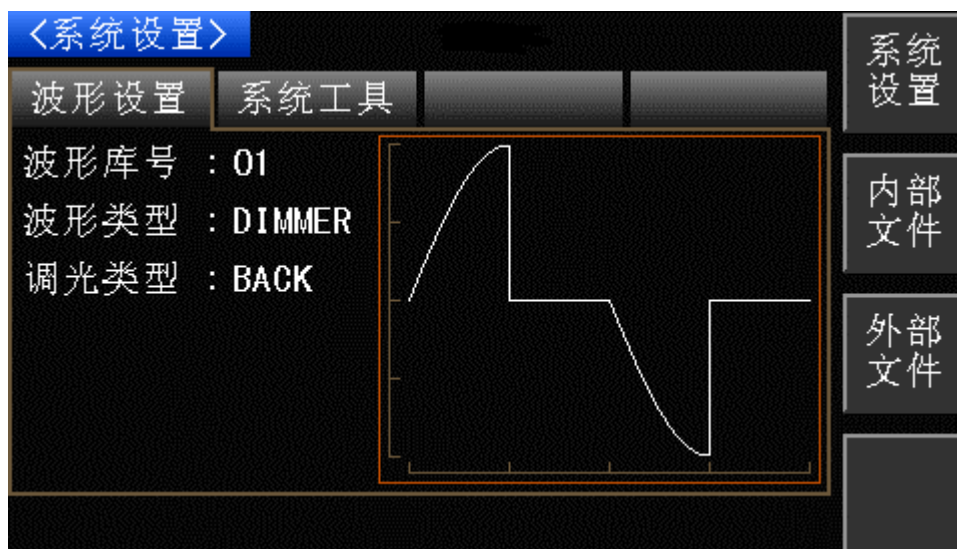 <系统设置>
波形设置 系统工具
波形库号 : 01
波形类型 : DIMMER
调光类型 : BACK
系统
设置
内部
文件
外部
文件